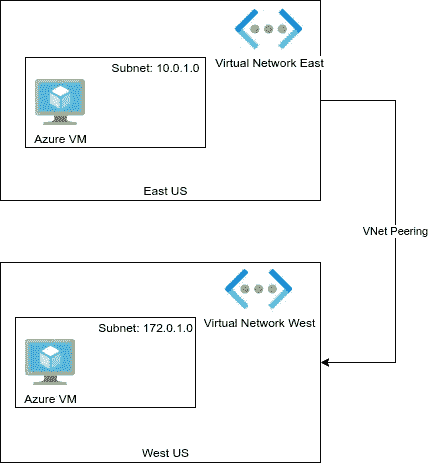 Virtual Network East
Subnet: 10.0.1.0
Azure VM
East US
VNet Peering
Virtual Network West
Subnet: 172.0.1.0
Azure VM
West US